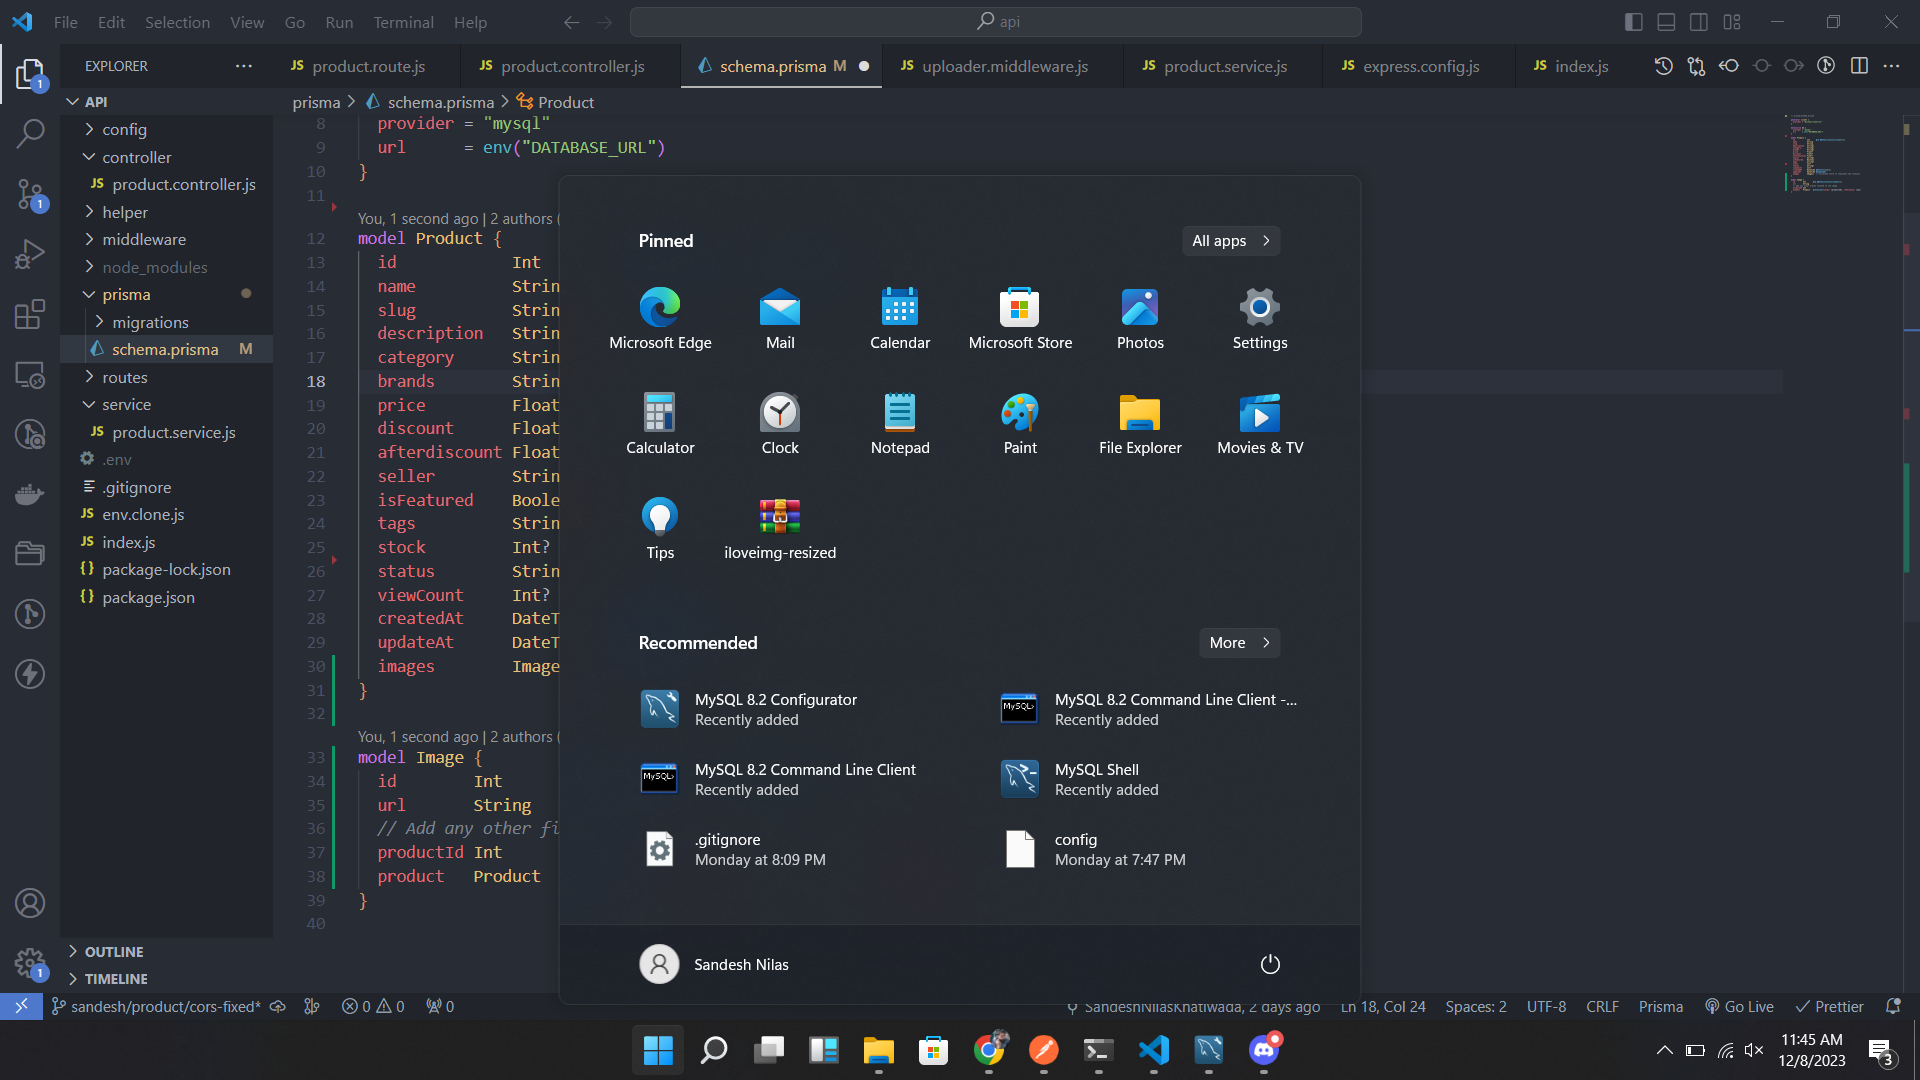 File Edit Selection View Go Run Terminal Help
api
EXPLORER
JS product.route.js
JS product.controller.js
schema.prisma M
JS uploader.middleware.js
JS product.service.js
JS express.config.js
JS index.js
API
config
controller
JS product.controller.js
helper
middleware
node_modules
prisma
migrations
schema.prisma M
routes
service
JS product.service.js
.env
.gitignore
JS env.clone.js
JS index.js
{} package-lock.json
{} package.json
OUTLINE
TIMELINE
1
1
1
prisma > schema.prisma > Product
8 provider = "mysql"
9 url = env("DATABASE_URL")
10 }
11
You, 1 second ago | 2 authors (
12 model Product {
13 id Int
14 name Strin
15 slug Strin
16 description Strin
17 category Strin
18 brands Strin
19 price Float
20 discount Float
21 afterdiscount Float
22 seller Strin
23 isFeatured Boole
24 tags Strin
25 stock Int?
26 status Strin
27 viewCount Int?
28 createdAt DateT
29 updateAt DateT
30 images Image
31 }
32
You, 1 second ago | 2 authors (
33 model Image {
34 id Int
35 url String
36 // Add any other fi
37 productId Int
38 product Product
39 }
40
Pinned
All apps >
Microsoft Edge
Mail
Calendar
Microsoft Store
Photos
Settings
Calculator
Clock
Notepad
Paint
File Explorer
Movies & TV
Tips
iloveimg-resized
Recommended
More >
MySQL 8.2 Configurator
Recently added
MySQL 8.2 Command Line Client -...
Recently added
MySQL 8.2 Command Line Client
Recently added
MySQL Shell
Recently added
.gitignore
Monday at 8:09 PM
config
Monday at 7:47 PM
Sandesh Nilas
sandesh/product/cors-fixed*
0 0
0
SandeshNilasKhatiwada, 2 days ago
Ln 18, Col 24
Spaces: 2
UTF-8
CRLF
Prisma
Go Live
Prettier
11:45 AM
12/8/2023
3